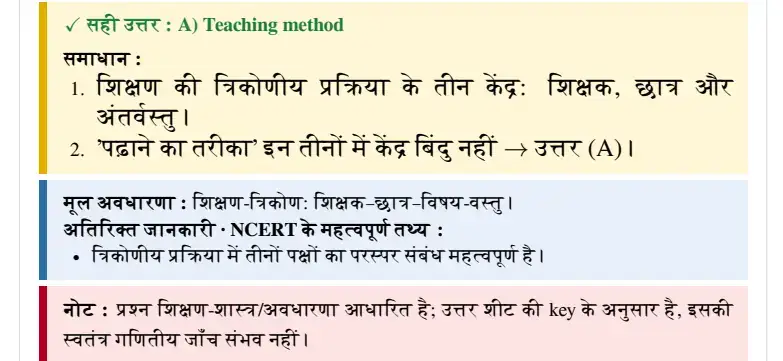 ✓ सही उत्तर : A) Teaching method
समाधान :
1. शिक्षण की त्रिकोणीय प्रक्रिया के तीन केंद्र: शिक्षक, छात्र और
अंतर्वस्तु।
2. 'पढ़ाने का तरीका' इन तीनों में केंद्र बिंदु नहीं → उत्तर (A)।
मूल अवधारणा : शिक्षण-त्रिकोण: शिक्षक–छात्र–विषय-वस्तु।
अतिरिक्त जानकारी · NCERT के महत्वपूर्ण तथ्य :
• त्रिकोणीय प्रक्रिया में तीनों पक्षों का परस्पर संबंध महत्वपूर्ण है।
नोट : प्रश्न शिक्षण-शास्त्र/अवधारणा आधारित है; उत्तर शीट की key के अनुसार है, इसकी
स्वतंत्र गणितीय जाँच संभव नहीं।